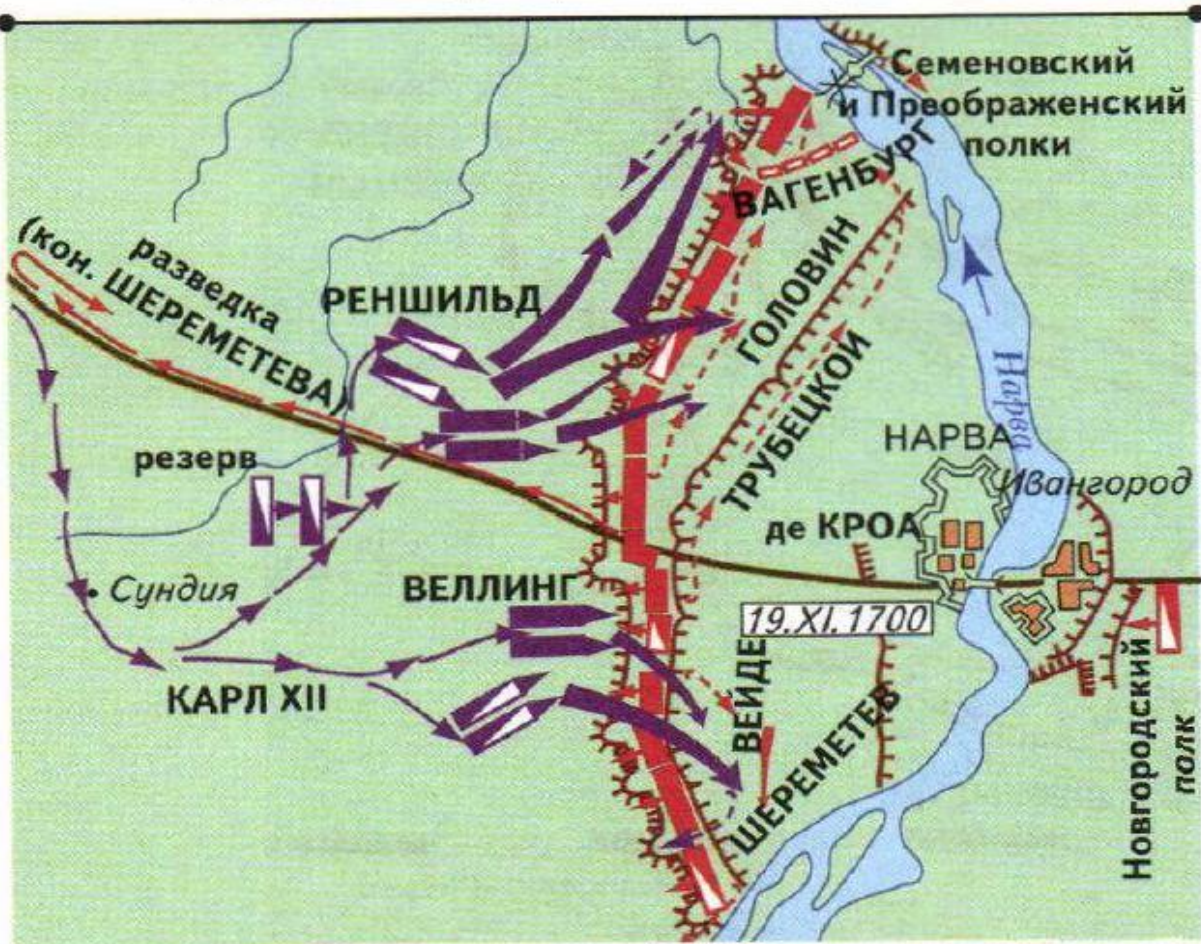 Семеновский
и Преображенский
полки
ВАГЕНБУРГ
разведка
(кон. ШЕРЕМЕТЕВА)
РЕНШИЛЬД
ГОЛОВИН
ТРУБЕЦКОЙ
Нарва
НАРВА
Ивангород
резерв
де КРОА
Сундия
ВЕЛЛИНГ
19.XI.1700
КАРЛ XII
ВЕЙДЕ
ШЕРЕМЕТЕВ
Новгородский
полк